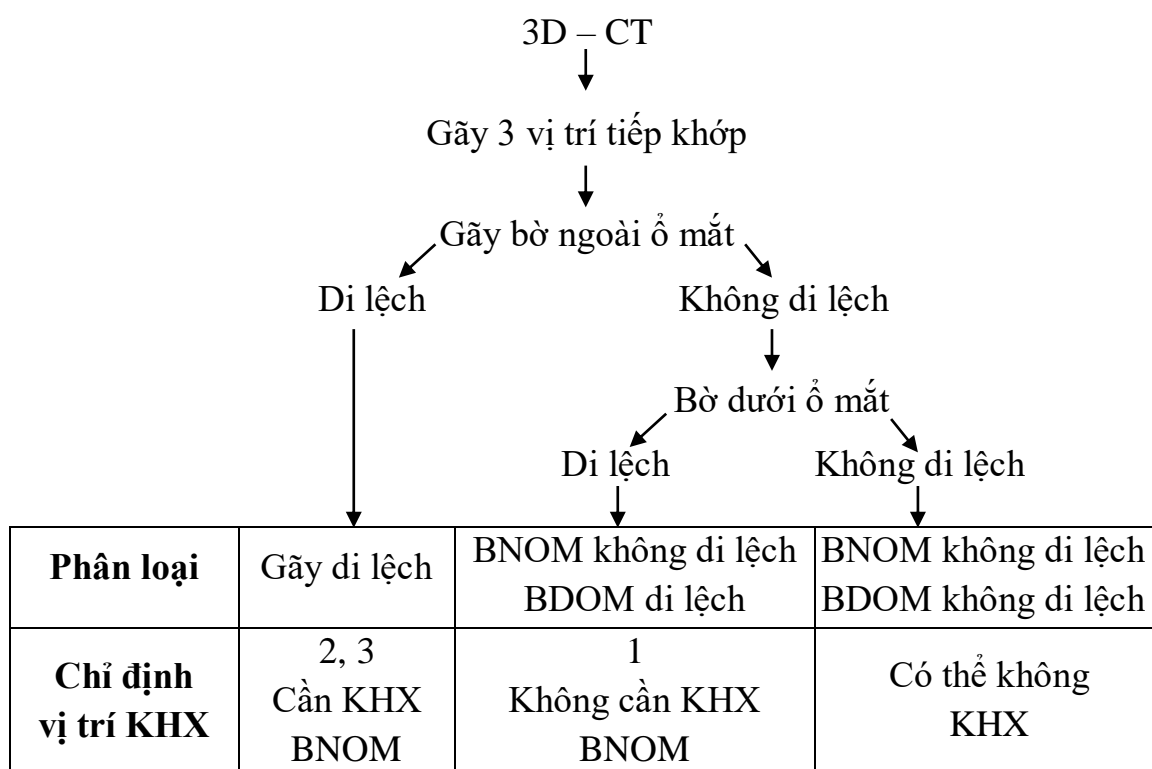 3D – CT
Gãy 3 vị trí tiếp khớp
Gãy bờ ngoài ổ mắt
Di lệch
Không di lệch
Bờ dưới ổ mắt
Di lệch
Không di lệch
Phân loại
Gãy di lệch
BNOM không di lệch
BDOM di lệch
BNOM không di lệch
BDOM không di lệch
Chỉ định
vị trí KHX
2, 3
Cần KHX
BNOM
1
Không cần KHX
BNOM
Có thể không
KHX